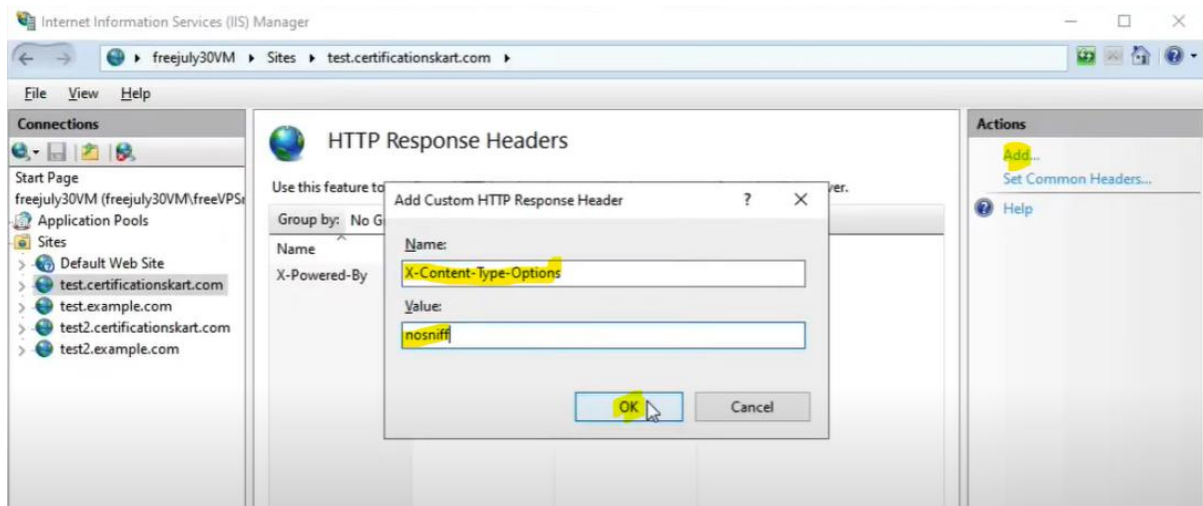 Internet Information Services (IIS) Manager
freejuly30VM Sites test.certificationskart.com
File View Help
Connections
Start Page
freejuly30VM (freejuly30VM\freeVPSr
Application Pools
Sites
Default Web Site
test.certificationskart.com
test.example.com
test2.certificationskart.com
test2.example.com
HTTP Response Headers
Use this feature to
ver.
Group by: No G
Name
X-Powered-By
Add Custom HTTP Response Header
Name:
X-Content-Type-Options
Value:
nosniff
OK Cancel
Actions
Add...
Set Common Headers...
Help